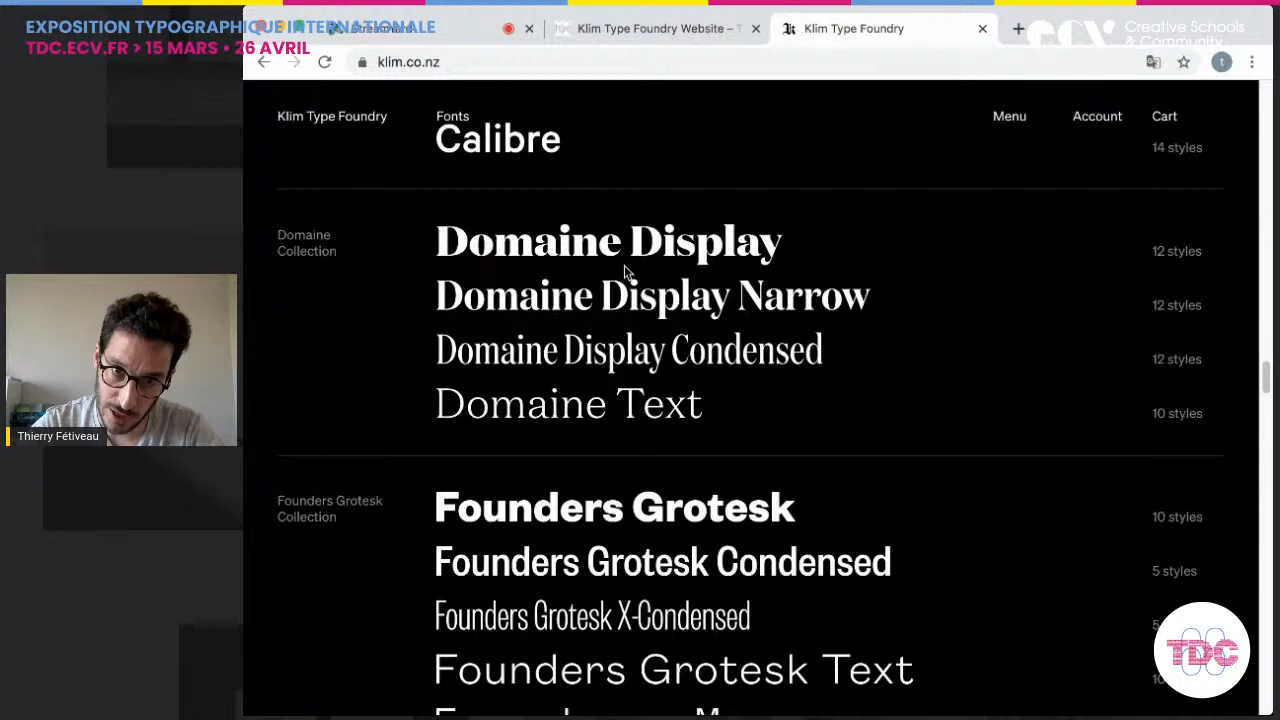 EXPOSITION TYPOGRAPHIQUE INTERNATIONALE
TDC.ECV.FR > 15 MARS • 26 AVRIL
Klim Type Foundry Website – T
Klim Type Foundry
ecv Creative Schools
& Community
klim.co.nz
t
Klim Type Foundry
Fonts
Menu
Account
Cart
Calibre
14 styles
Domaine
Collection
Domaine Display
12 styles
Domaine Display Narrow
12 styles
Domaine Display Condensed
12 styles
Domaine Text
10 styles
Founders Grotesk
Collection
Founders Grotesk
10 styles
Founders Grotesk Condensed
5 styles
Founders Grotesk X-Condensed
Founders Grotesk Text
Thierry Fétiveau
TDC